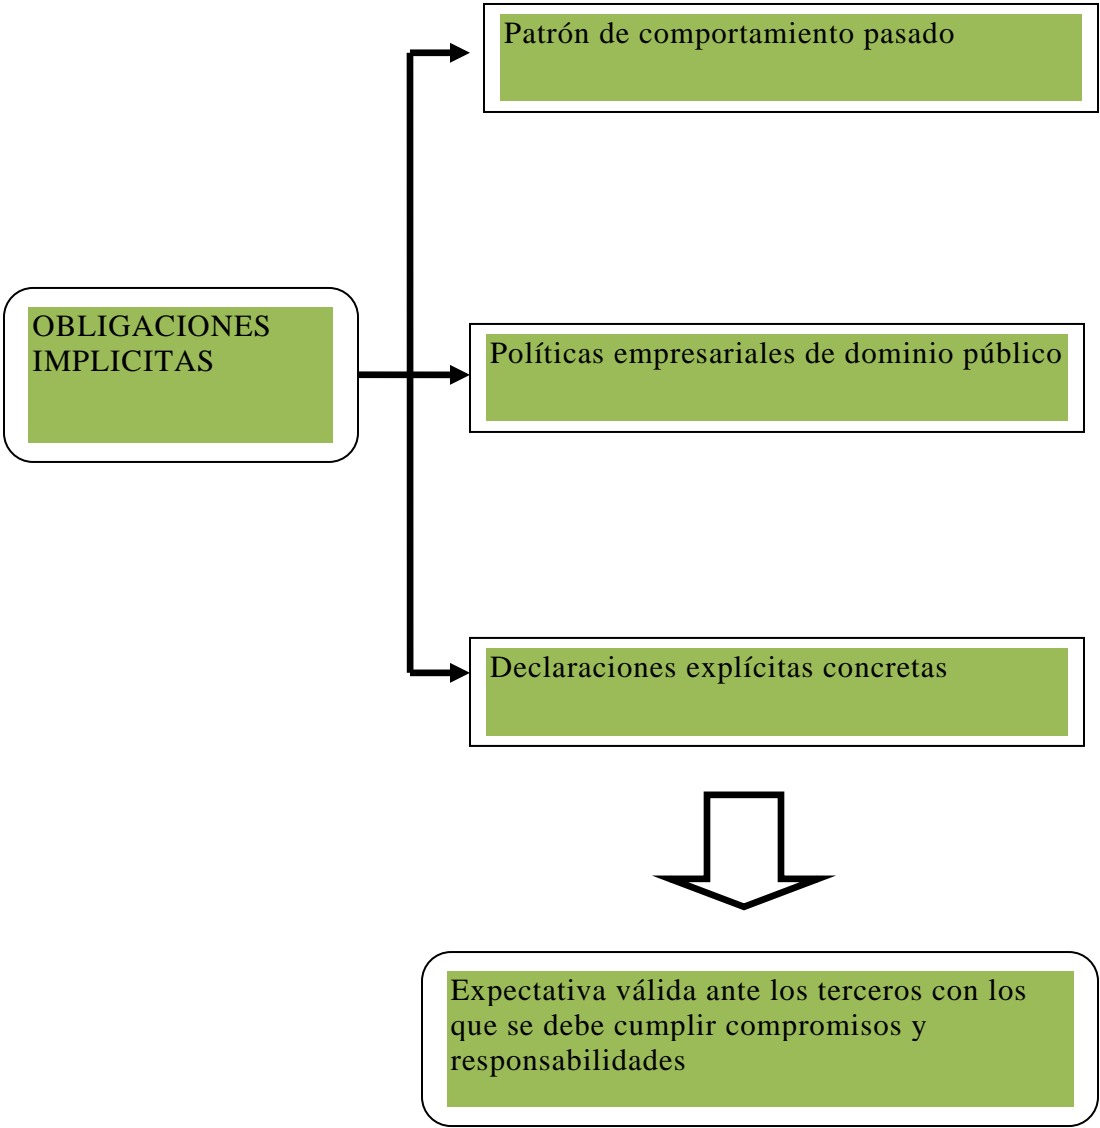 Patrón de comportamiento pasado
OBLIGACIONES
IMPLICITAS
Políticas empresariales de dominio público
Declaraciones explícitas concretas
Expectativa válida ante los terceros con los
que se debe cumplir compromisos y
responsabilidades